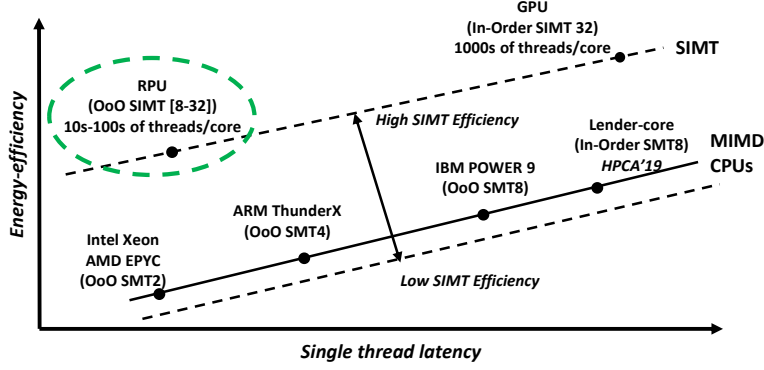 GPU
(In-Order SIMT 32)
1000s of threads/core
SIMT
RPU
(OoO SIMT [8-32])
10s-100s of threads/core
High SIMT Efficiency
Lender-core
(In-Order SMT8)
HPCA'19
MIMD
CPUs
IBM POWER 9
(OoO SMT8)
ARM ThunderX
(OoO SMT4)
Intel Xeon
AMD EPYC
(OoO SMT2)
Low SIMT Efficiency
Energy-efficiency
Single thread latency